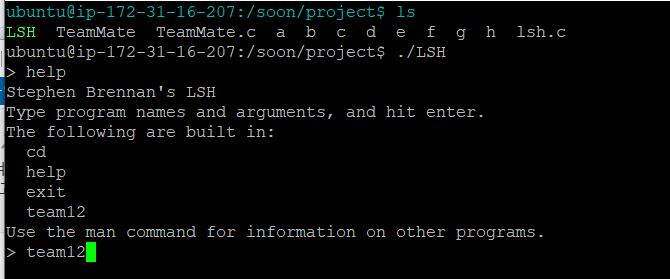 ubuntu@ip-172-31-16-207:/soon/project$ ls
LSH  TeamMate  TeamMate.c  a  b  c  d  e  f  g  h  lsh.c
ubuntu@ip-172-31-16-207:/soon/project$ ./LSH
> help
Stephen Brennan's LSH
Type program names and arguments, and hit enter.
The following are built in:
  cd
  help
  exit
  team12
Use the man command for information on other programs.
> team12